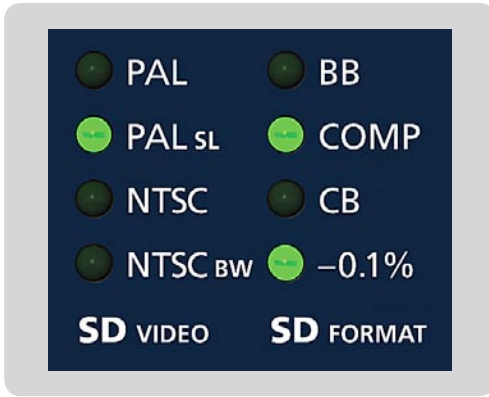 PAL BB
PAL SL COMP
NTSC CB
NTSC BW –0.1%
SD VIDEO SD FORMAT